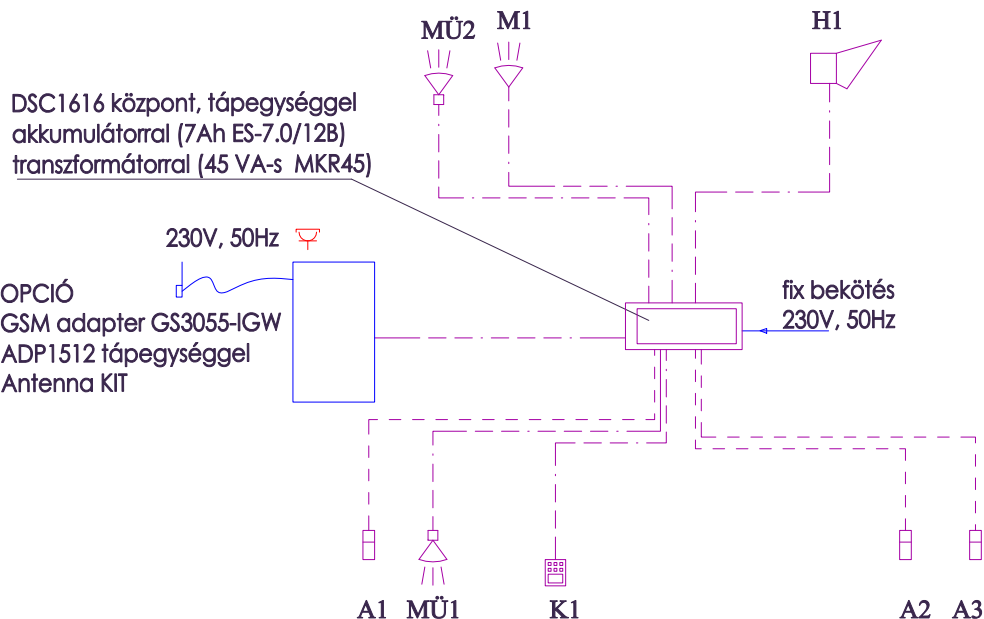 MÜ2
M1
H1
DSC1616 központ, tápegységgel
akkumulátorral (7Ah ES-7.0/12B)
transzformátorral (45 VA-s MKR45)
230V, 50Hz
OPCIÓ
GSM adapter GS3055-IGW
ADP1512 tápegységgel
Antenna KIT
fix bekötés
230V, 50Hz
A1
MÜ1
K1
A2
A3